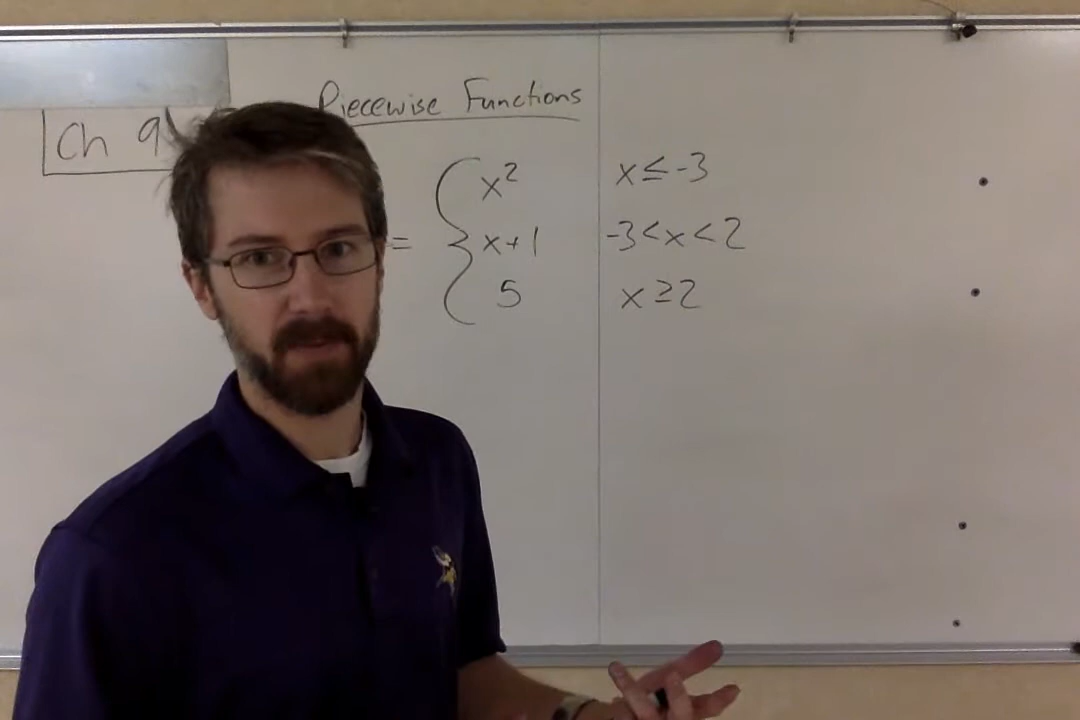 Piecewise Functions
Ch 9
= { x² x ≤ -3
x+1 -3 < x < 2
5 x ≥ 2